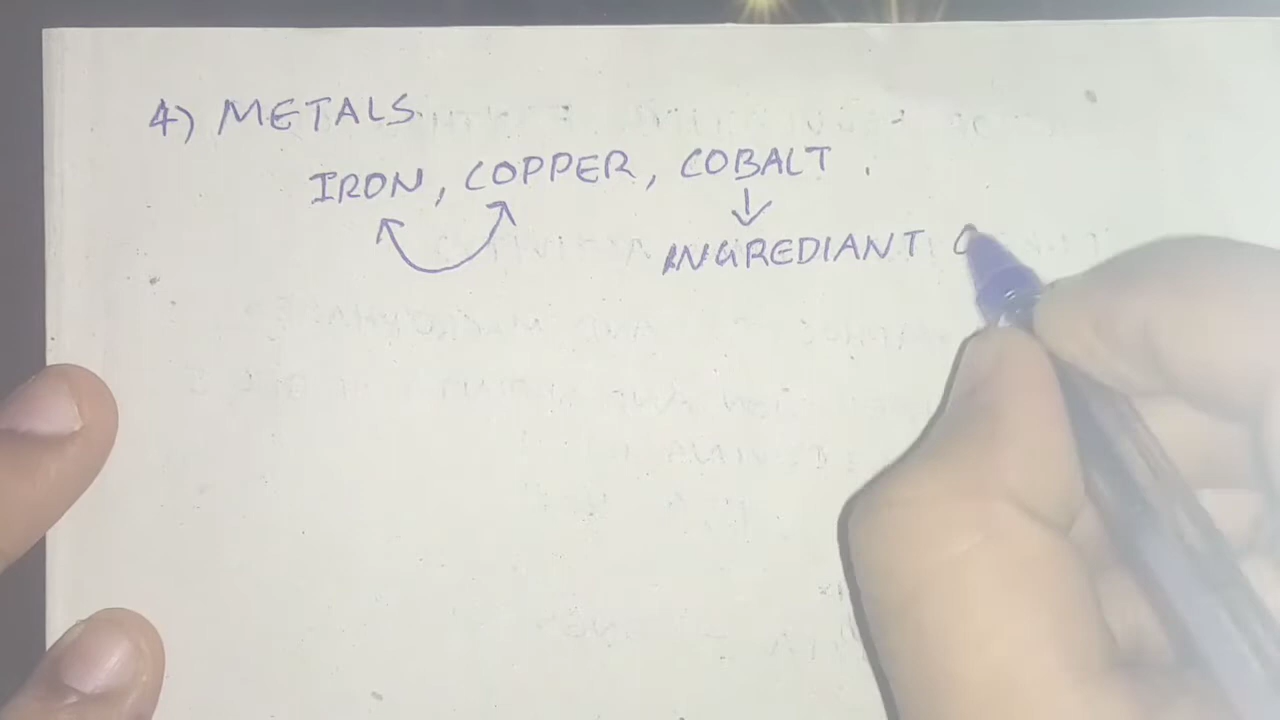 4) METALS.
IRON, COPPER, COBALT.
INGREDIANT O